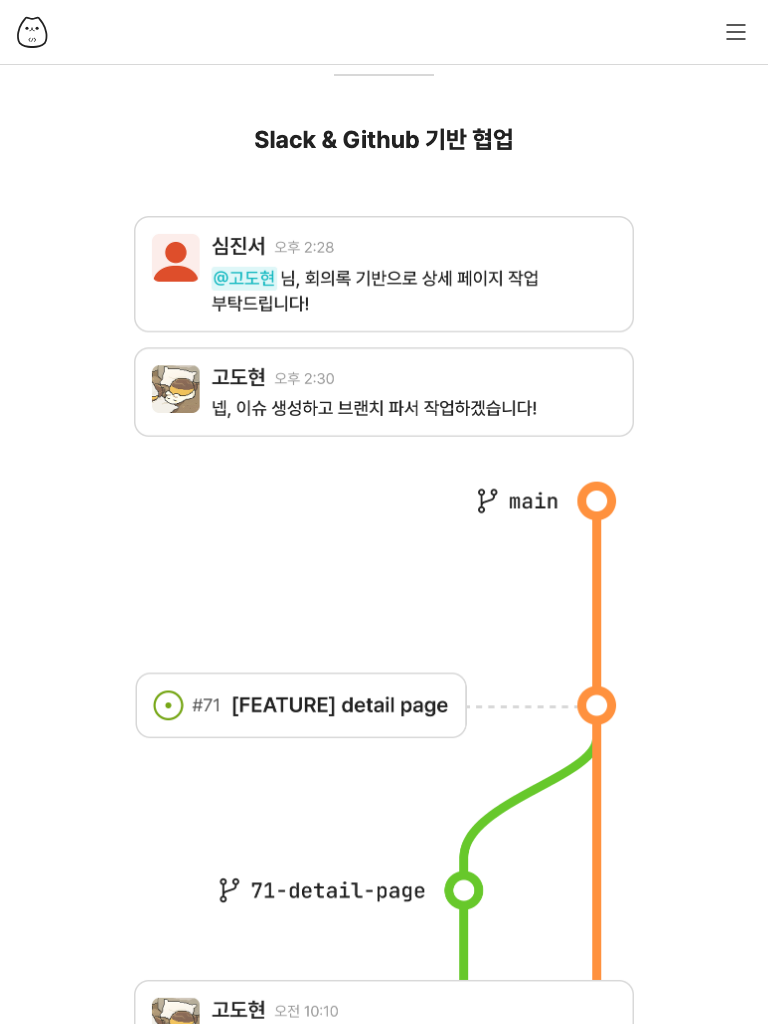 Slack & Github 기반 협업
심진서 오후 2:28
@고도현 님, 회의록 기반으로 상세 페이지 작업
부탁드립니다!
고도현 오후 2:30
넵, 이슈 생성하고 브랜치 파서 작업하겠습니다!
main
#71 [FEATURE] detail page
71-detail-page
고도현 오전 10:10